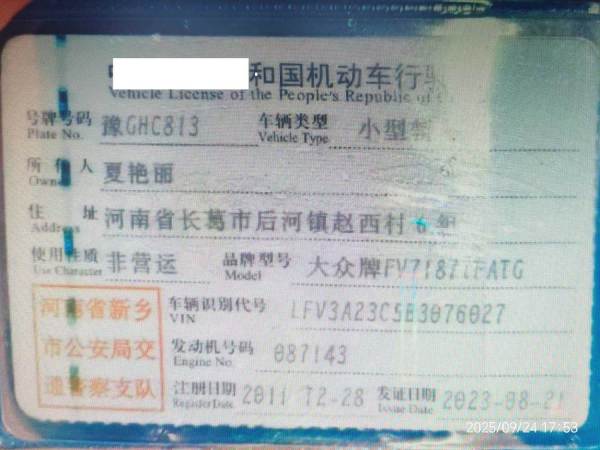 和国机动车行
Vehicle License of the People's Republic of
号牌号码 豫GHC813 车辆类型 小型
Plate No. Vehicle Type
所 人 夏艳丽
Owner
住 址 河南省长葛市后河镇赵西村6组
Address
使用性质 非营运 品牌型号
Use Character Model 大众牌
河南省新乡
市公安局交
通警察支队
车辆识别代号 LFV3A23C5B3076027
VIN
发动机号码 087143
Engine No.
注册日期 2011-12-28 发证日期 2023-08-21
Register Date Issue Date
2025/09/24 17:53